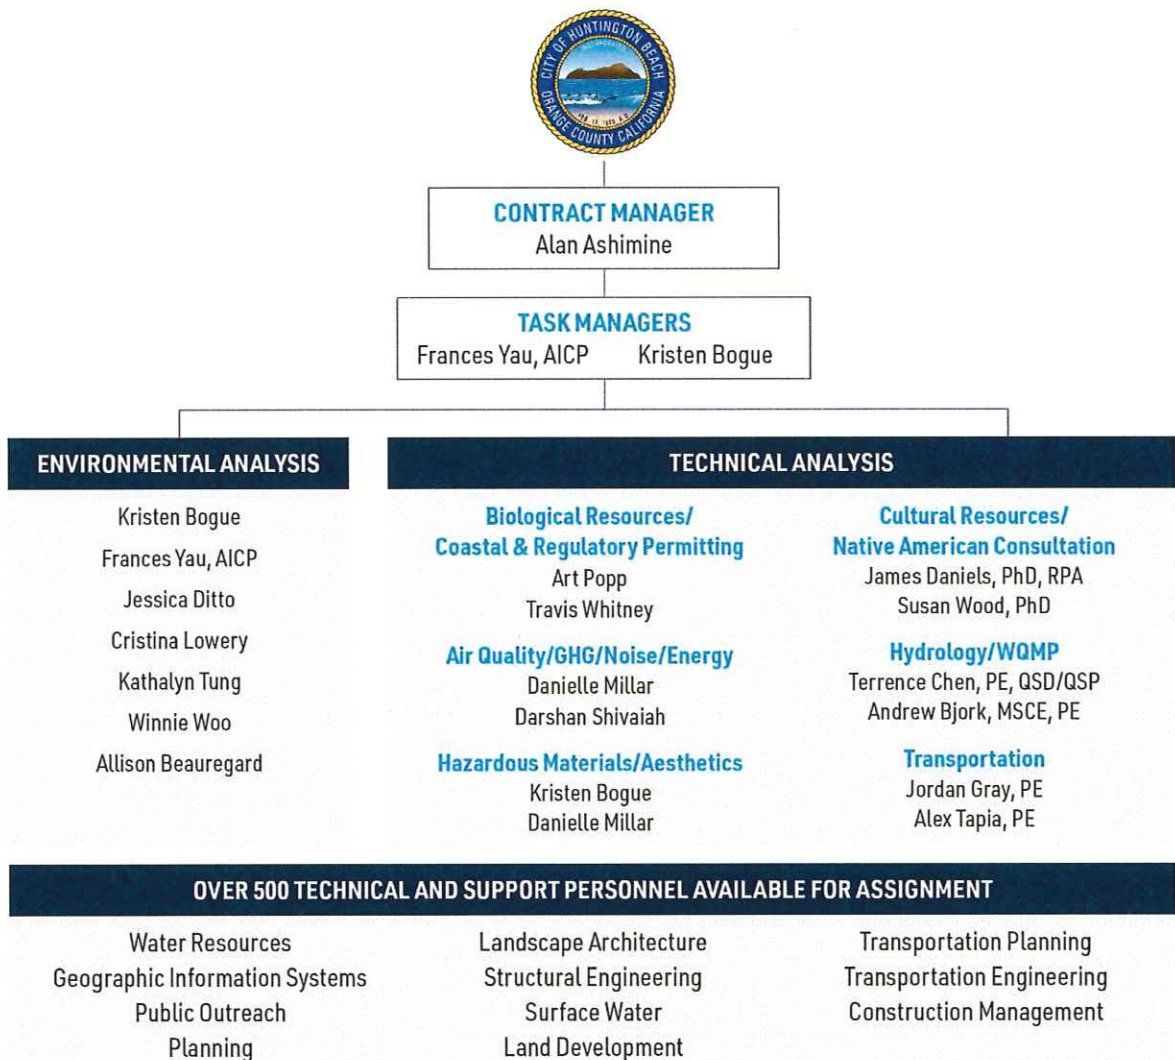 CITY OF HUNTINGTON BEACH
ORANGE COUNTY CALIFORNIA
CONTRACT MANAGER
Alan Ashimine
TASK MANAGERS
Frances Yau, AICP Kristen Bogue
ENVIRONMENTAL ANALYSIS
Kristen Bogue
Frances Yau, AICP
Jessica Ditto
Cristina Lowery
Kathalyn Tung
Winnie Woo
Allison Beauregard
TECHNICAL ANALYSIS
Biological Resources/
Coastal & Regulatory Permitting
Art Popp
Travis Whitney
Air Quality/GHG/Noise/Energy
Danielle Millar
Darshan Shivaiah
Hazardous Materials/Aesthetics
Kristen Bogue
Danielle Millar
Cultural Resources/
Native American Consultation
James Daniels, PhD, RPA
Susan Wood, PhD
Hydrology/WQMP
Terrence Chen, PE, QSD/QSP
Andrew Bjork, MSCE, PE
Transportation
Jordan Gray, PE
Alex Tapia, PE
OVER 500 TECHNICAL AND SUPPORT PERSONNEL AVAILABLE FOR ASSIGNMENT
Water Resources
Geographic Information Systems
Public Outreach
Planning
Landscape Architecture
Structural Engineering
Surface Water
Land Development
Transportation Planning
Transportation Engineering
Construction Management